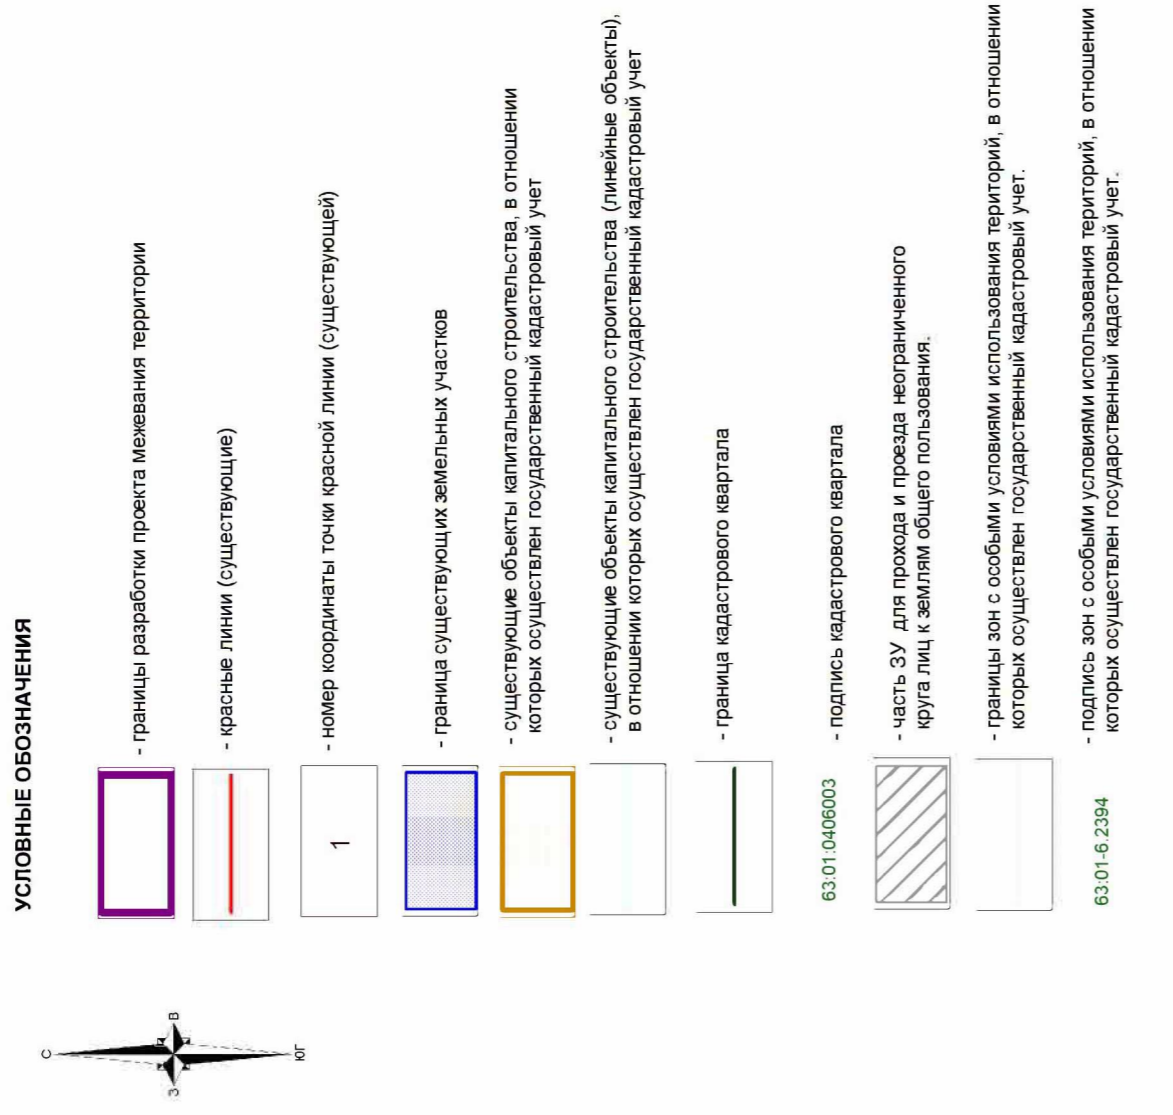 УСЛОВНЫЕ ОБОЗНАЧЕНИЯ
- границы разработки проекта межевания территории
- красные линии (существующие)
1
- номер координаты точки красной линии (существующей)
- граница существующих земельных участков
- существующие объекты капитального строительства, в отношении
которых осуществлен государственный кадастровый учет
- существующие объекты капитального строительства (линейные объекты),
в отношении которых осуществлен государственный кадастровый учет
- граница кадастрового квартала
63:01:0406003
- подпись кадастрового квартала
- часть ЗУ для прохода и проезда неограниченного
круга лиц к землям общего пользования.
- границы зон с особыми условиями использования територий, в отношении
которых осуществлен государственный кадастровый учет.
63:01-6.2394
- подпись зон с особыми условиями использования територий, в отношении
которых осуществлен государственный кадастровый учет.
С
В
З
ЮГ